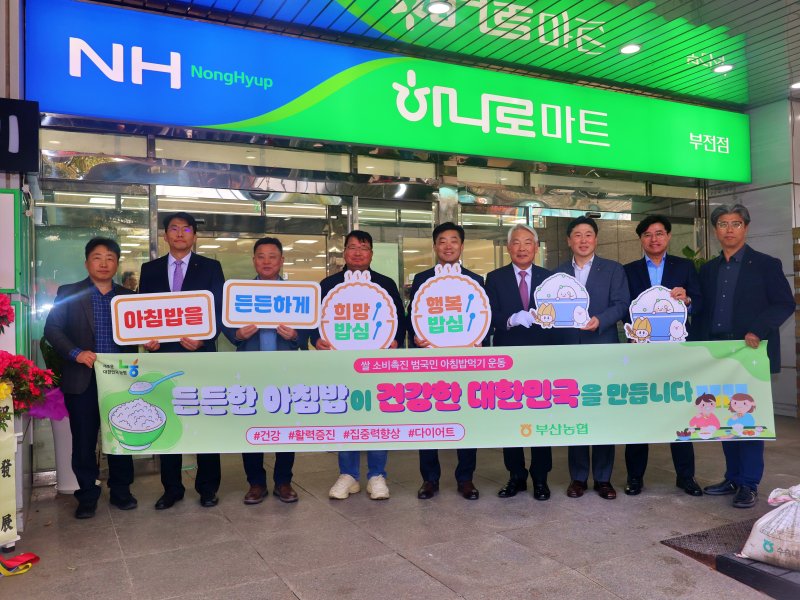 NH NongHyup
하나로마트
부전점
아침밥을
든든하게
희망
밥심
행복
밥심
쌀 소비촉진 범국민 아침밥먹기 운동
든든한 아침밥이 건강한 대한민국을 만듭니다
#건강 #활력증진 #집중력향상 #다이어트
부산농협
發
展